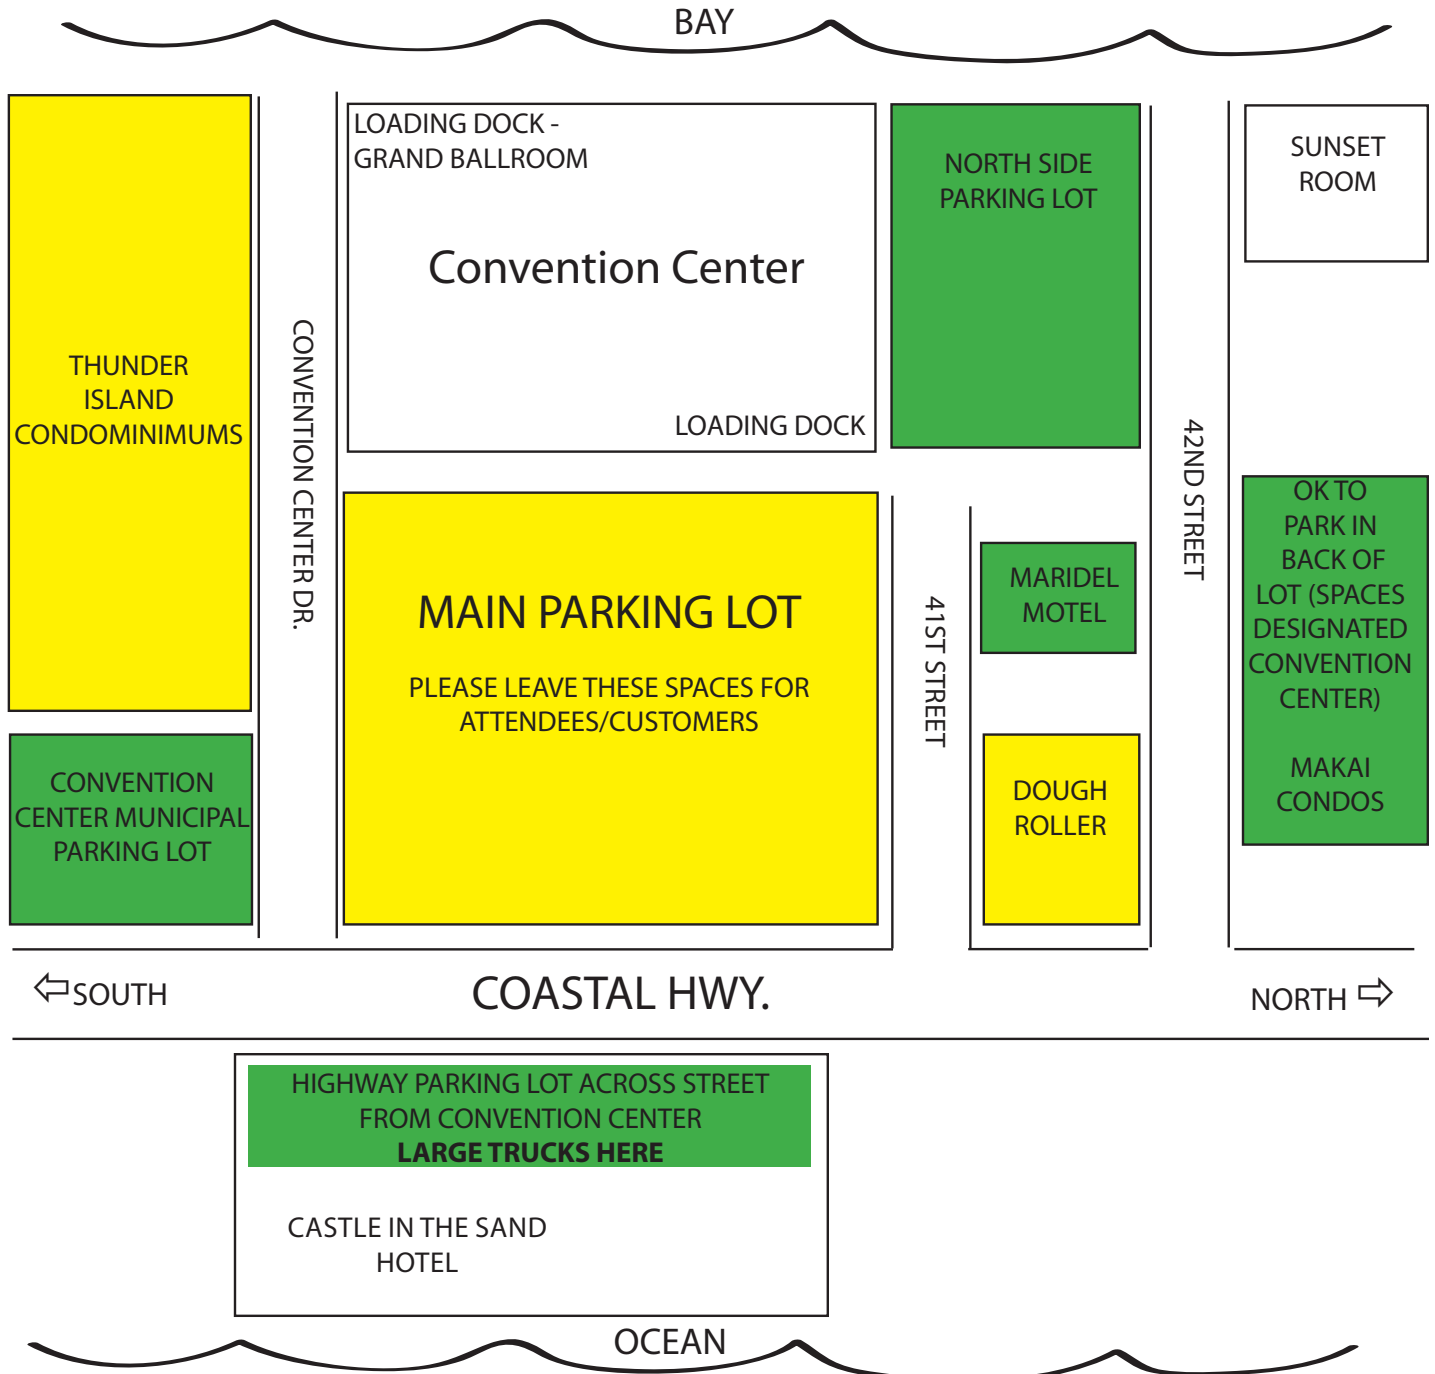 BAY
LOADING DOCK -
GRAND BALLROOM
NORTH SIDE
PARKING LOT
SUNSET
ROOM
Convention Center
THUNDER
ISLAND
CONDOMINIMUMS
CONVENTION CENTER DR.
LOADING DOCK
42ND STREET
OK TO
PARK IN
BACK OF
LOT (SPACES
DESIGNATED
CONVENTION
CENTER)
MAKAI
CONDOS
MAIN PARKING LOT
PLEASE LEAVE THESE SPACES FOR
ATTENDEES/CUSTOMERS
41ST STREET
MARIDEL
MOTEL
CONVENTION
CENTER MUNICIPAL
PARKING LOT
DOUGH
ROLLER
SOUTH
COASTAL HWY.
NORTH
HIGHWAY PARKING LOT ACROSS STREET
FROM CONVENTION CENTER
LARGE TRUCKS HERE
CASTLE IN THE SAND
HOTEL
OCEAN